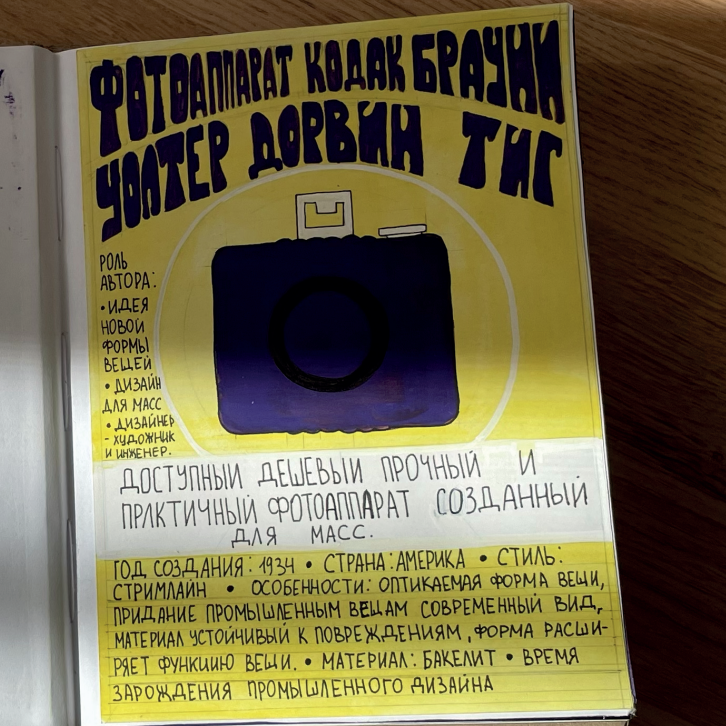 ФОТОАППАРАТ КОДАК БРАУНИ
УОЛТЕР ДОРВИН ТИГ
РОЛЬ
АВТОРА:
• ИДЕЯ
НОВОЙ
ФОРМЫ
ВЕЩЕЙ
• ДИЗАЙН
ДЛЯ МАСС
• ДИЗАЙНЕР
- ХУДОЖНИК
И ИНЖЕНЕР.
ДОСТУПНЫЙ ДЕШЕВЫЙ ПРОЧНЫЙ И
ПРАКТИЧНЫЙ ФОТОАППАРАТ СОЗДАННЫЙ
ДЛЯ МАСС.
ГОД СОЗДАНИЯ: 1934 • СТРАНА: АМЕРИКА • СТИЛЬ:
СТРИМЛАЙН • ОСОБЕННОСТИ: ОПТИКАЕМАЯ ФОРМА ВЕЩИ,
ПРИДАНИЕ ПРОМЫШЛЕННЫМ ВЕЩАМ СОВРЕМЕННЫЙ ВИД,
МАТЕРИАЛ УСТОЙЧИВЫЙ К ПОВРЕЖДЕНИЯМ, ФОРМА РАСШИ-
РЯЕТ ФУНКЦИЮ ВЕЩИ. • МАТЕРИАЛ: БАКЕЛИТ • ВРЕМЯ
ЗАРОЖДЕНИЯ ПРОМЫШЛЕННОГО ДИЗАЙНА